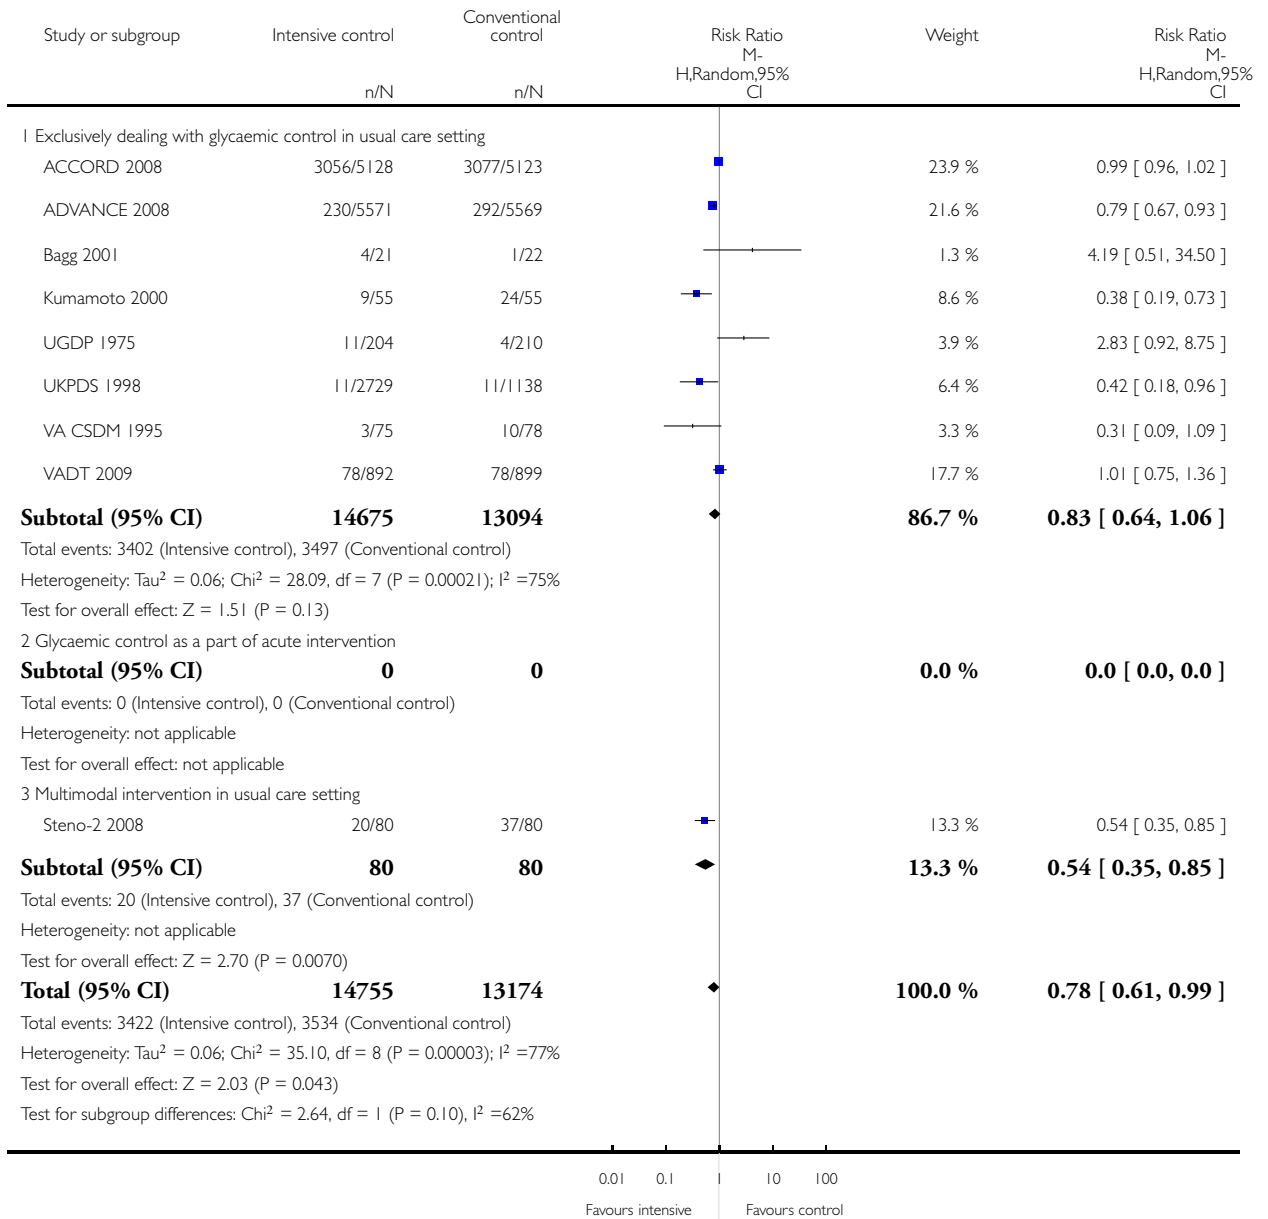 Study or subgroup Intensive control Conventional control Risk Ratio Weight Risk Ratio
M-H,Random,95% CI M-H,Random,95% CI
n/N n/N
1 Exclusively dealing with glycaemic control in usual care setting
ACCORD 2008 3056/5128 3077/5123 23.9 % 0.99 [ 0.96, 1.02 ]
ADVANCE 2008 230/5571 292/5569 21.6 % 0.79 [ 0.67, 0.93 ]
Bagg 2001 4/21 1/22 1.3 % 4.19 [ 0.51, 34.50 ]
Kumamoto 2000 9/55 24/55 8.6 % 0.38 [ 0.19, 0.73 ]
UGDP 1975 11/204 4/210 3.9 % 2.83 [ 0.92, 8.75 ]
UKPDS 1998 11/2729 11/1138 6.4 % 0.42 [ 0.18, 0.96 ]
VA CSDM 1995 3/75 10/78 3.3 % 0.31 [ 0.09, 1.09 ]
VADT 2009 78/892 78/899 17.7 % 1.01 [ 0.75, 1.36 ]
Subtotal (95% CI) 14675 13094 86.7 % 0.83 [ 0.64, 1.06 ]
Total events: 3402 (Intensive control), 3497 (Conventional control)
Heterogeneity: Tau² = 0.06; Chi² = 28.09, df = 7 (P = 0.00021); I² =75%
Test for overall effect: Z = 1.51 (P = 0.13)
2 Glycaemic control as a part of acute intervention
Subtotal (95% CI) 0 0 0.0 % 0.0 [ 0.0, 0.0 ]
Total events: 0 (Intensive control), 0 (Conventional control)
Heterogeneity: not applicable
Test for overall effect: not applicable
3 Multimodal intervention in usual care setting
Steno-2 2008 20/80 37/80 13.3 % 0.54 [ 0.35, 0.85 ]
Subtotal (95% CI) 80 80 13.3 % 0.54 [ 0.35, 0.85 ]
Total events: 20 (Intensive control), 37 (Conventional control)
Heterogeneity: not applicable
Test for overall effect: Z = 2.70 (P = 0.0070)
Total (95% CI) 14755 13174 100.0 % 0.78 [ 0.61, 0.99 ]
Total events: 3422 (Intensive control), 3534 (Conventional control)
Heterogeneity: Tau² = 0.06; Chi² = 35.10, df = 8 (P = 0.00003); I² =77%
Test for overall effect: Z = 2.03 (P = 0.043)
Test for subgroup differences: Chi² = 2.64, df = 1 (P = 0.10), I² =62%
0.01 0.1 1 10 100
Favours intensive Favours control